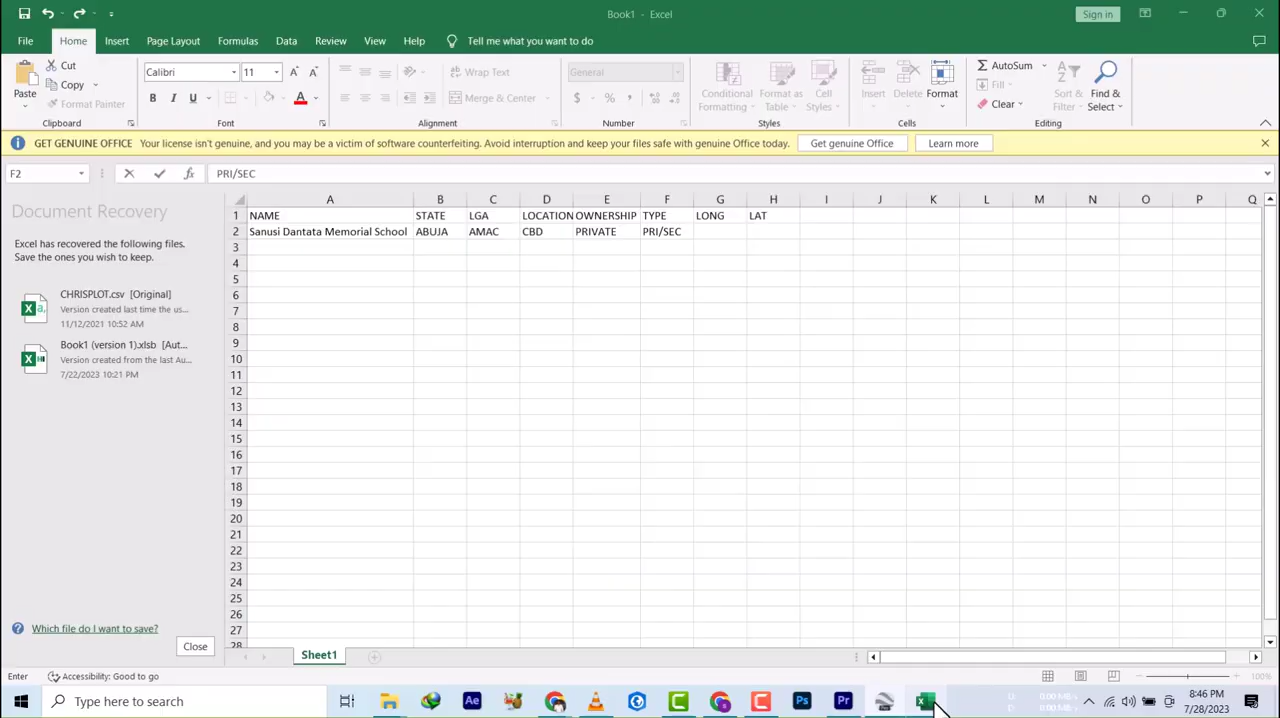 Book1 - Excel
Sign in
File Home Insert Page Layout Formulas Data Review View Help Tell me what you want to do
Paste
Cut
Copy
Format Painter
Clipboard
Calibri 11
B I U
Font
Wrap Text
Merge & Center
Alignment
General
Number
Conditional Formatting
Format as Table
Cell Styles
Styles
Insert Delete Format
Cells
AutoSum
Fill
Clear
Sort & Filter
Find & Select
Editing
GET GENUINE OFFICE Your license isn't genuine, and you may be a victim of software counterfeiting. Avoid interruption and keep your files safe with genuine Office today. Get genuine Office Learn more
F2 fx PRI/SEC
Document Recovery
Excel has recovered the following files.
Save the ones you wish to keep.
CHRISPLOT.csv [Original]
Version created last time the us...
11/12/2021 10:52 AM
Book1 (version 1).xlsb [Aut...
Version created from the last Au...
7/22/2023 10:21 PM
Which file do I want to save?
Close
A B C D E F G H I J K L M N O P Q
1 NAME STATE LGA LOCATION OWNERSHIP TYPE LONG LAT
2 Sanusi Dantata Memorial School ABUJA AMAC CBD PRIVATE PRI/SEC
3
4
5
6
7
8
9
10
11
12
13
14
15
16
17
18
19
20
21
22
23
24
25
26
27
28
Sheet1
Enter Accessibility: Good to go 100%
Type here to search
Ae Ps Pr
8:46 PM
7/28/2023